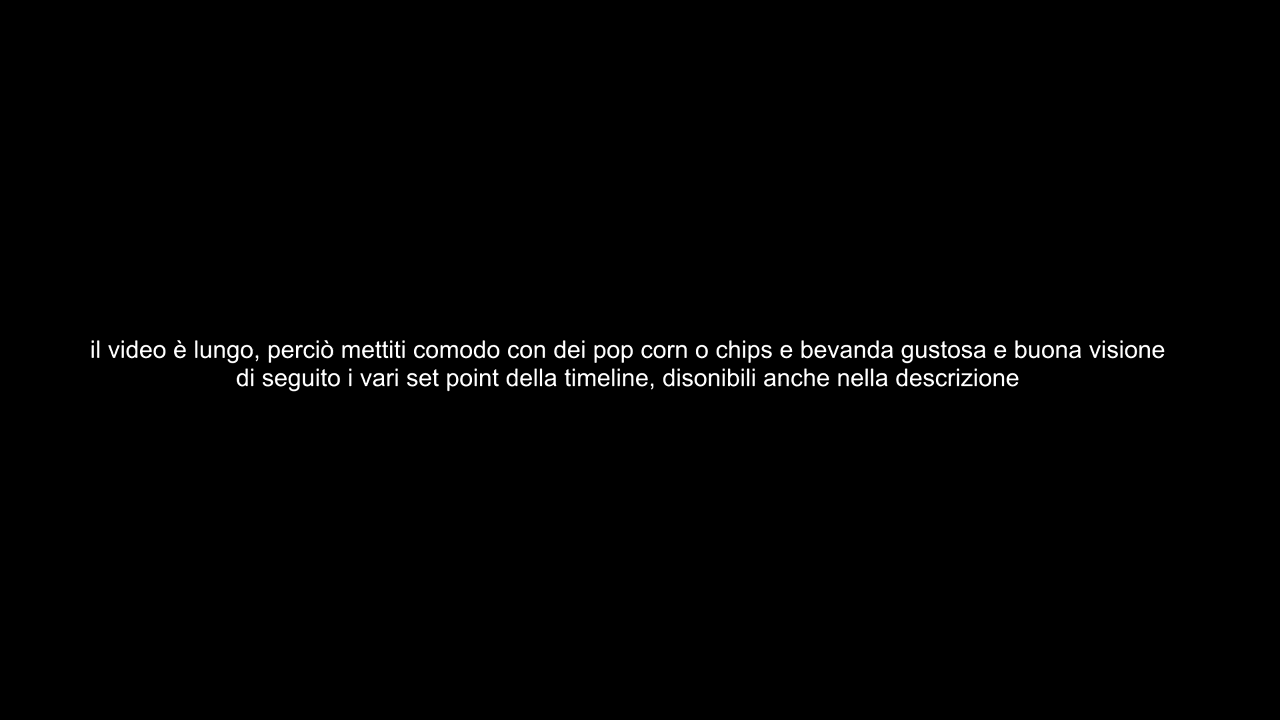 il video è lungo, perciò mettiti comodo con dei pop corn o chips e bevanda gustosa e buona visione
di seguito i vari set point della timeline, disonibili anche nella descrizione